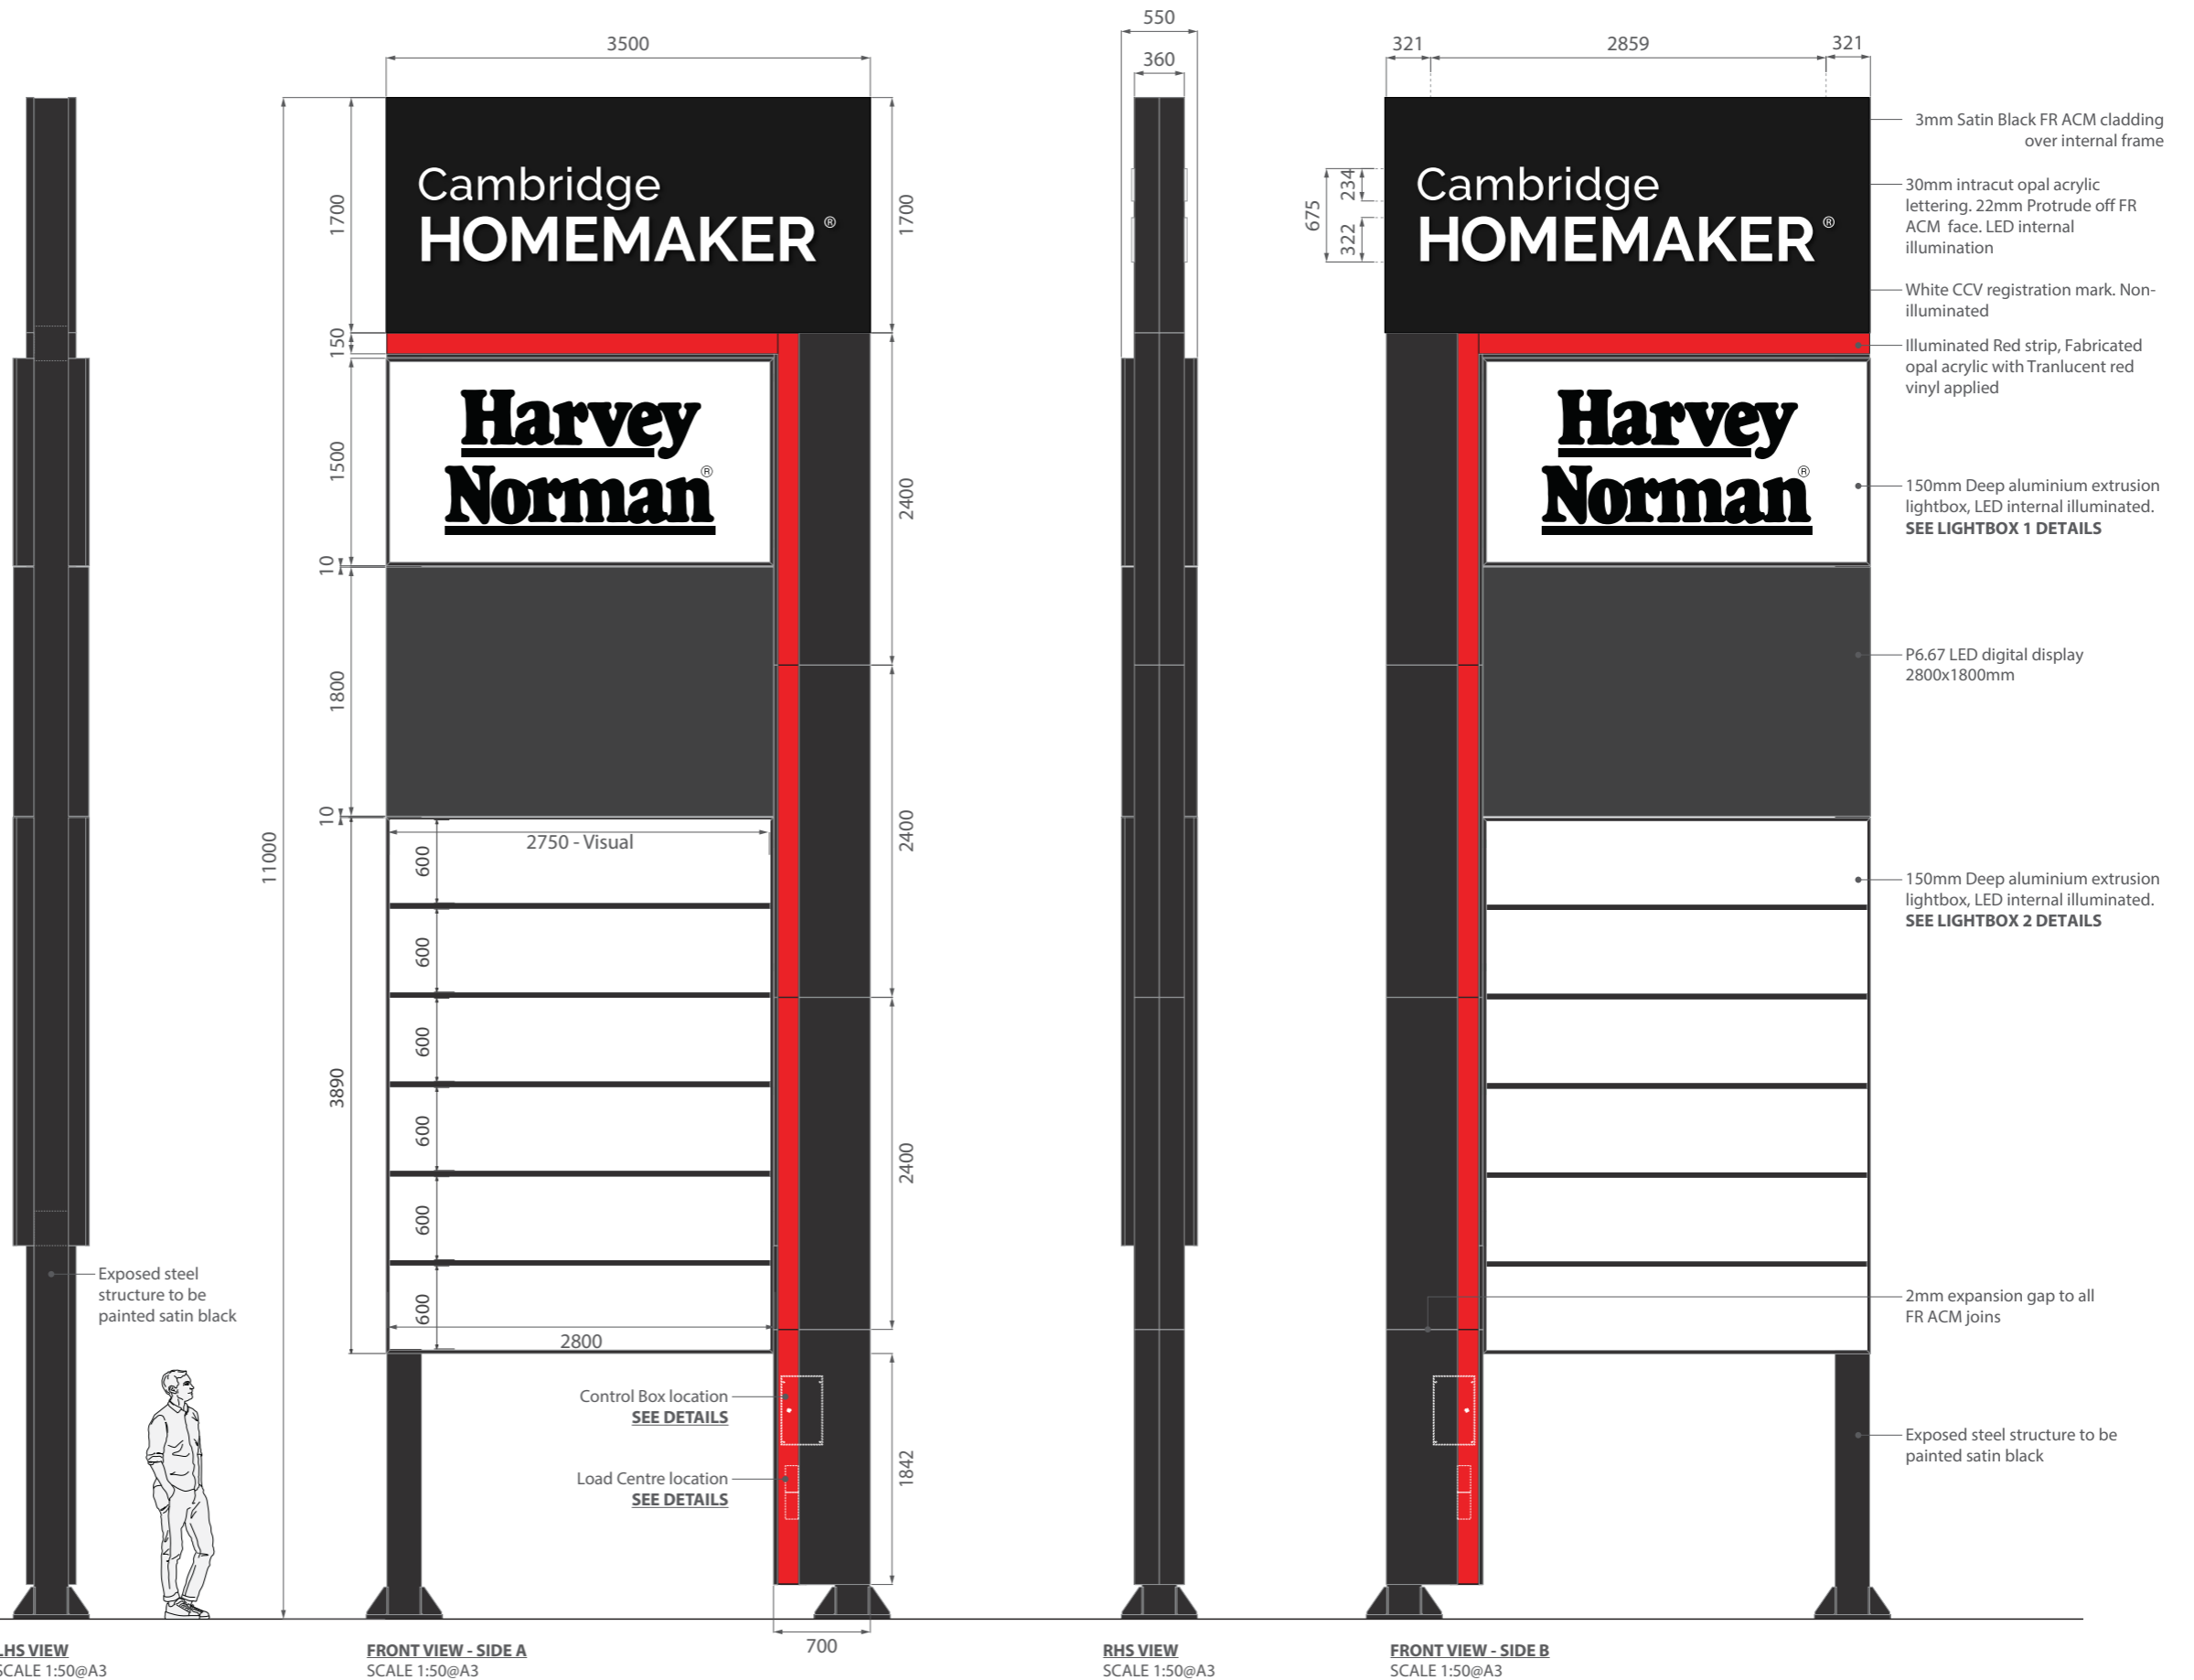 550
3500
360
321
2859
321
3mm Satin Black FR ACM cladding
over internal frame
1700
Cambridge
HOMEMAKER®
1700
675
234
322
Cambridge
HOMEMAKER®
30mm intracut opal acrylic
lettering. 22mm Protrude off FR
ACM face. LED internal
illumination
White CCV registration mark. Non-
illuminated
150
Illuminated Red strip, Fabricated
opal acrylic with Tranlucent red
vinyl applied
1500
Harvey
Norman®
2400
Harvey
Norman®
150mm Deep aluminium extrusion
lightbox, LED internal illuminated.
SEE LIGHTBOX 1 DETAILS
10
1800
P6.67 LED digital display
2800x1800mm
10
11000
2750 - Visual
2400
600
600
600
600
600
600
150mm Deep aluminium extrusion
lightbox, LED internal illuminated.
SEE LIGHTBOX 2 DETAILS
3890
2400
Exposed steel
structure to be
painted satin black
2800
2mm expansion gap to all
FR ACM joins
Control Box location
SEE DETAILS
Load Centre location
SEE DETAILS
1842
Exposed steel structure to be
painted satin black
700
LHS VIEW
SCALE 1:50@A3
FRONT VIEW - SIDE A
SCALE 1:50@A3
RHS VIEW
SCALE 1:50@A3
FRONT VIEW - SIDE B
SCALE 1:50@A3